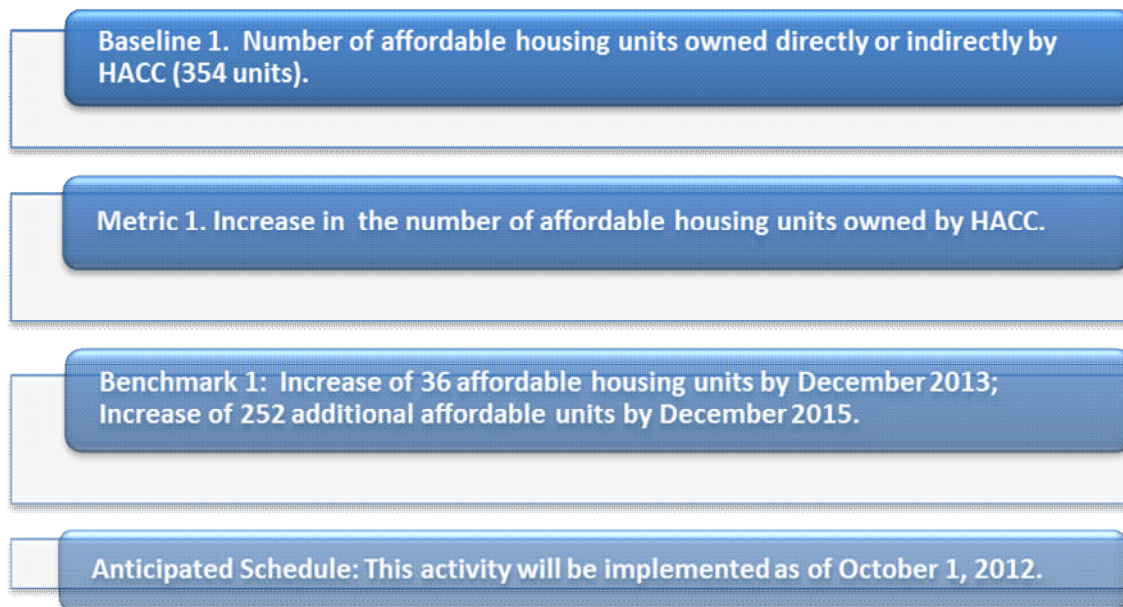 Baseline 1. Number of affordable housing units owned directly or indirectly by
HACC (354 units).
Metric 1. Increase in the number of affordable housing units owned by HACC.
Benchmark 1: Increase of 36 affordable housing units by December 2013;
Increase of 252 additional affordable units by December 2015.
Anticipated Schedule: This activity will be implemented as of October 1, 2012.